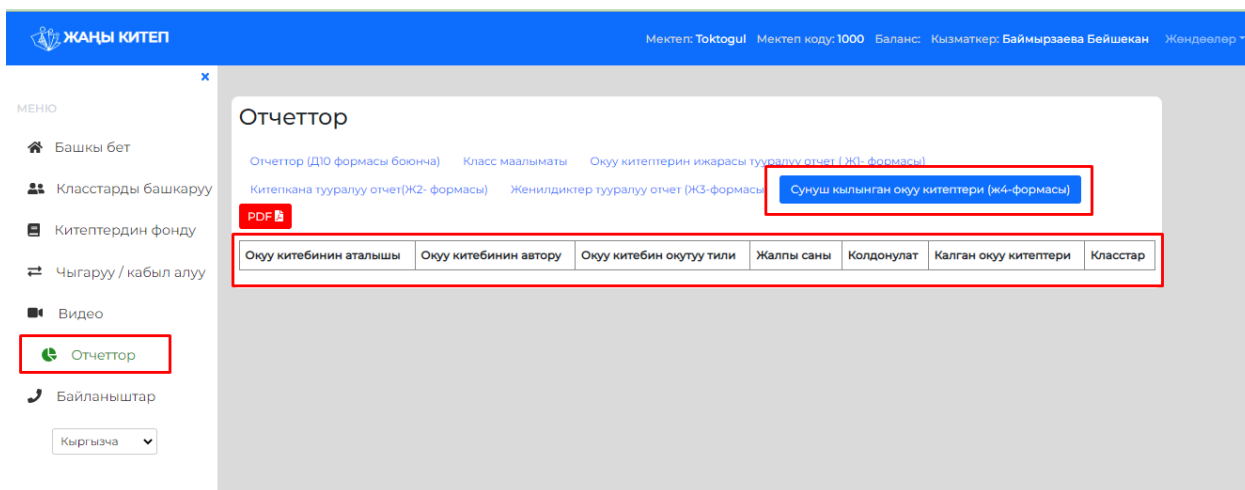 ЖАҢЫ КИТЕП
Мектеп: Toktogul Мектеп коду: 1000 Баланс: Кызматкер: Баймырзаева Бейшекан Жөндөөлөр
x
МЕНЮ
Башкы бет
Класстарды башкаруу
Китептердин фонду
Чыгаруу / кабыл алуу
Видео
Отчеттор
Байланыштар
Кыргызча
Отчеттор
Отчеттор (Д10 формасы боюнча) Класс маалыматы Окуу китептерин ижарасы тууралуу отчет ( Ж1- формасы)
Китепкана тууралуу отчет(Ж2- формасы) Женилдиктер тууралуу отчет (Ж3-формасы Сунуш кылынган окуу китептери (ж4-формасы)
PDF
Окуу китебинин аталышы Окуу китебинин автору Окуу китебин окутуу тили Жалпы саны Колдонулат Калган окуу китептери Класстар